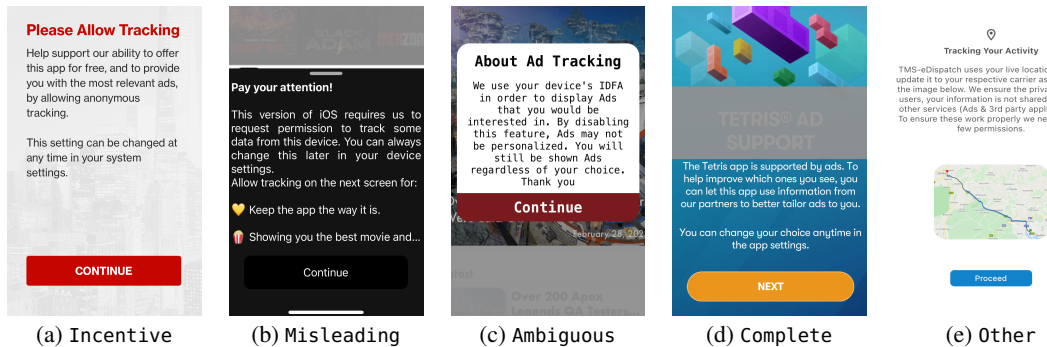 Please Allow Tracking
Help support our ability to offer
this app for free, and to provide
you with the most relevant ads,
by allowing anonymous
tracking.
This setting can be changed at
any time in your system
settings.
CONTINUE
(a) Incentive
BLACK
ADAM
Pay your attention!
This version of iOS requires us to
request permission to track some
data from this device. You can always
change this later in your device
settings.
Allow tracking on the next screen for:
💛 Keep the app the way it is.
🍿 Showing you the best movie and...
Continue
(b) Misleading
About Ad Tracking
We use your device's IDFA
in order to display Ads
that you would be
interested in. By disabling
this feature, Ads may not
be personalized. You will
still be shown Ads
regardless of your choice.
Thank you
Continue
February 28, 202
Over 200 Apex
Legends QA Testers...
(c) Ambiguous
TETRIS® AD
SUPPORT
The Tetris app is supported by ads. To
help improve which ones you see, you
can let this app use information from
our partners to better tailor ads to you.
You can change your choice anytime in
the app settings.
NEXT
(d) Complete
Tracking Your Activity
TMS-eDispatch uses your live locatio
update it to your respective carrier as
the image below. We ensure the priva
users, your information is not shared
other services (Ads & 3rd party appli
To ensure these work properly we ne
few permissions.
Proceed
(e) Other